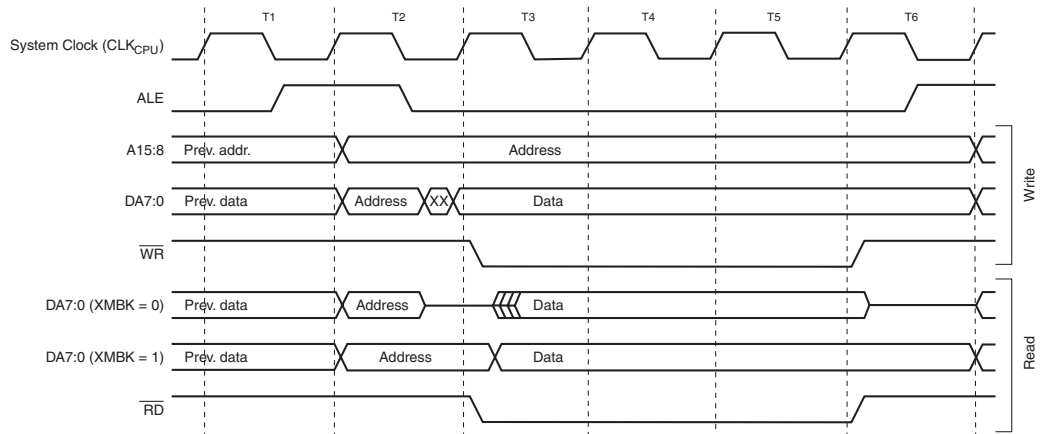 T1 T2 T3 T4 T5 T6
System Clock (CLKCPU)
ALE
A15:8 Prev. addr. Address
DA7:0 Prev. data Address XX Data
WR
Write
DA7:0 (XMBK = 0) Prev. data Address Data
DA7:0 (XMBK = 1) Prev. data Address Data
RD
Read